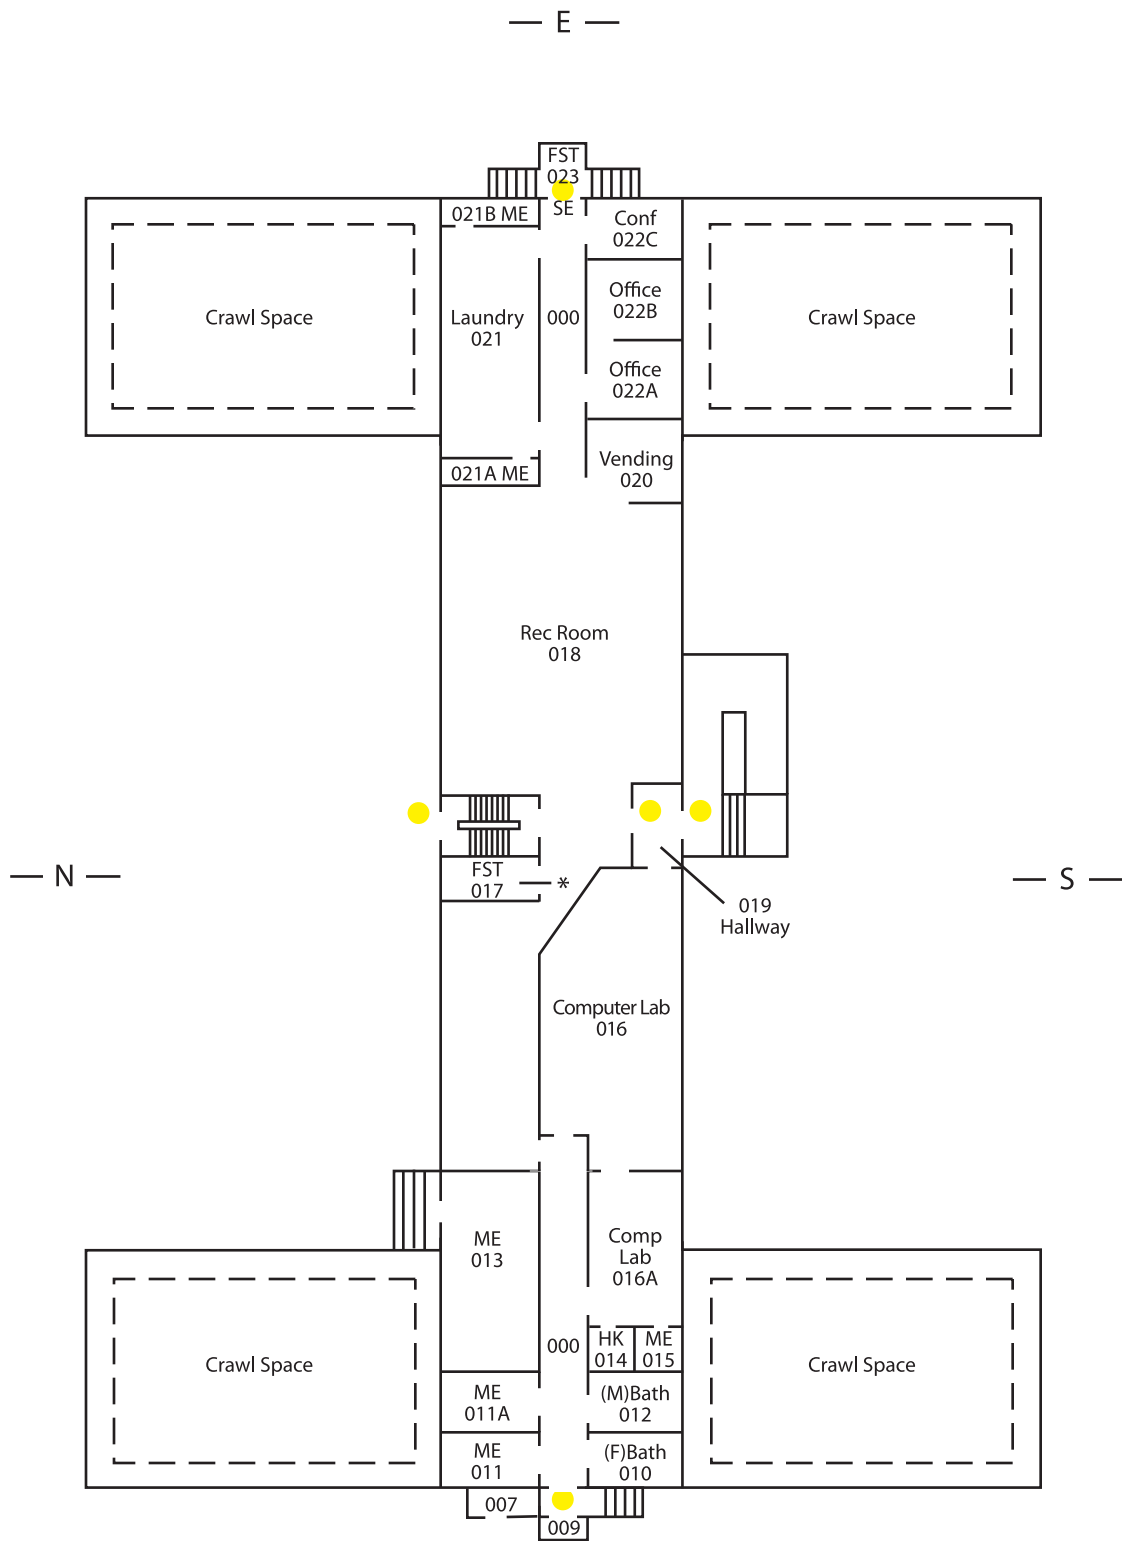 E
FST
023
SE
021B ME
Conf
022C
Crawl Space
Laundry
021
000
Office
022B
Crawl Space
Office
022A
021A ME
Vending
020
Rec Room
018
N
FST
017
*
S
019
Hallway
Computer Lab
016
ME
013
Comp
Lab
016A
000
HK
014
ME
015
Crawl Space
Crawl Space
ME
011A
(M)Bath
012
ME
011
(F)Bath
010
007
009